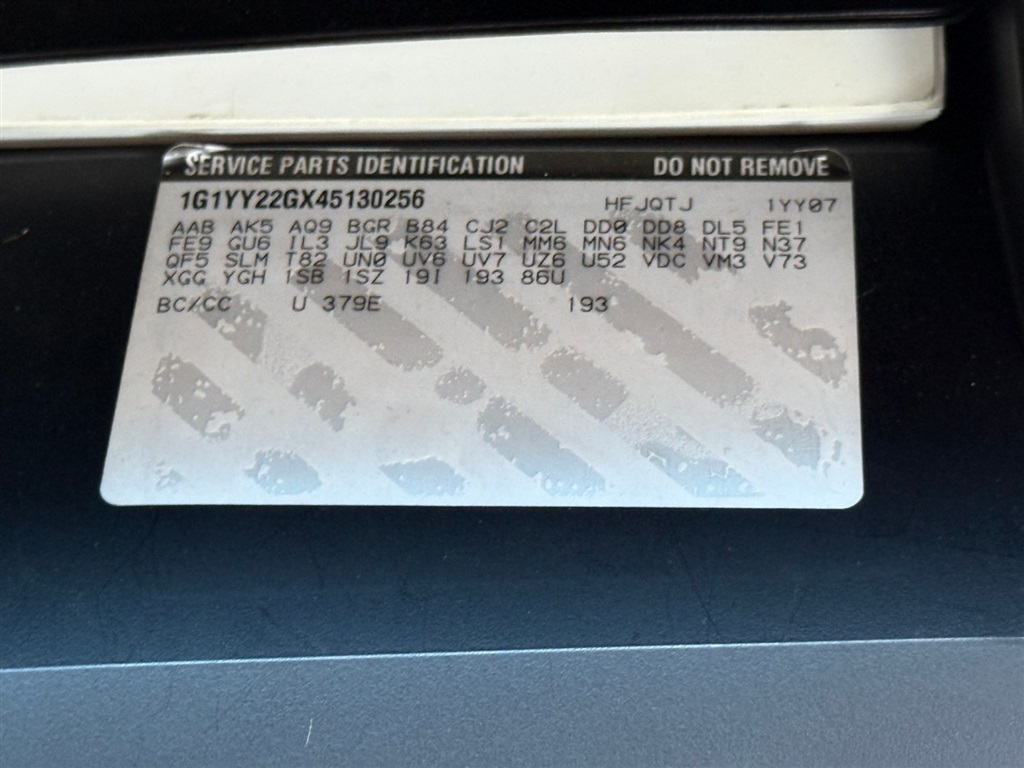 SERVICE PARTS IDENTIFICATION DO NOT REMOVE
1G1YY22GX45130256 HFJQTJ 1YY07
AAB AK5 AQ9 BGR B84 CJ2 C2L DD0 DD8 DL5 FE1
FE9 GU6 IL3 JL9 K63 LS1 MM6 MN6 NK4 NT9 N37
QF5 SLM T82 UN0 UV6 UV7 UZ6 U52 VDC VM3 V73
XGG YGH 1SB 1SZ 19I 193 86U
BC/CC U 379E 193